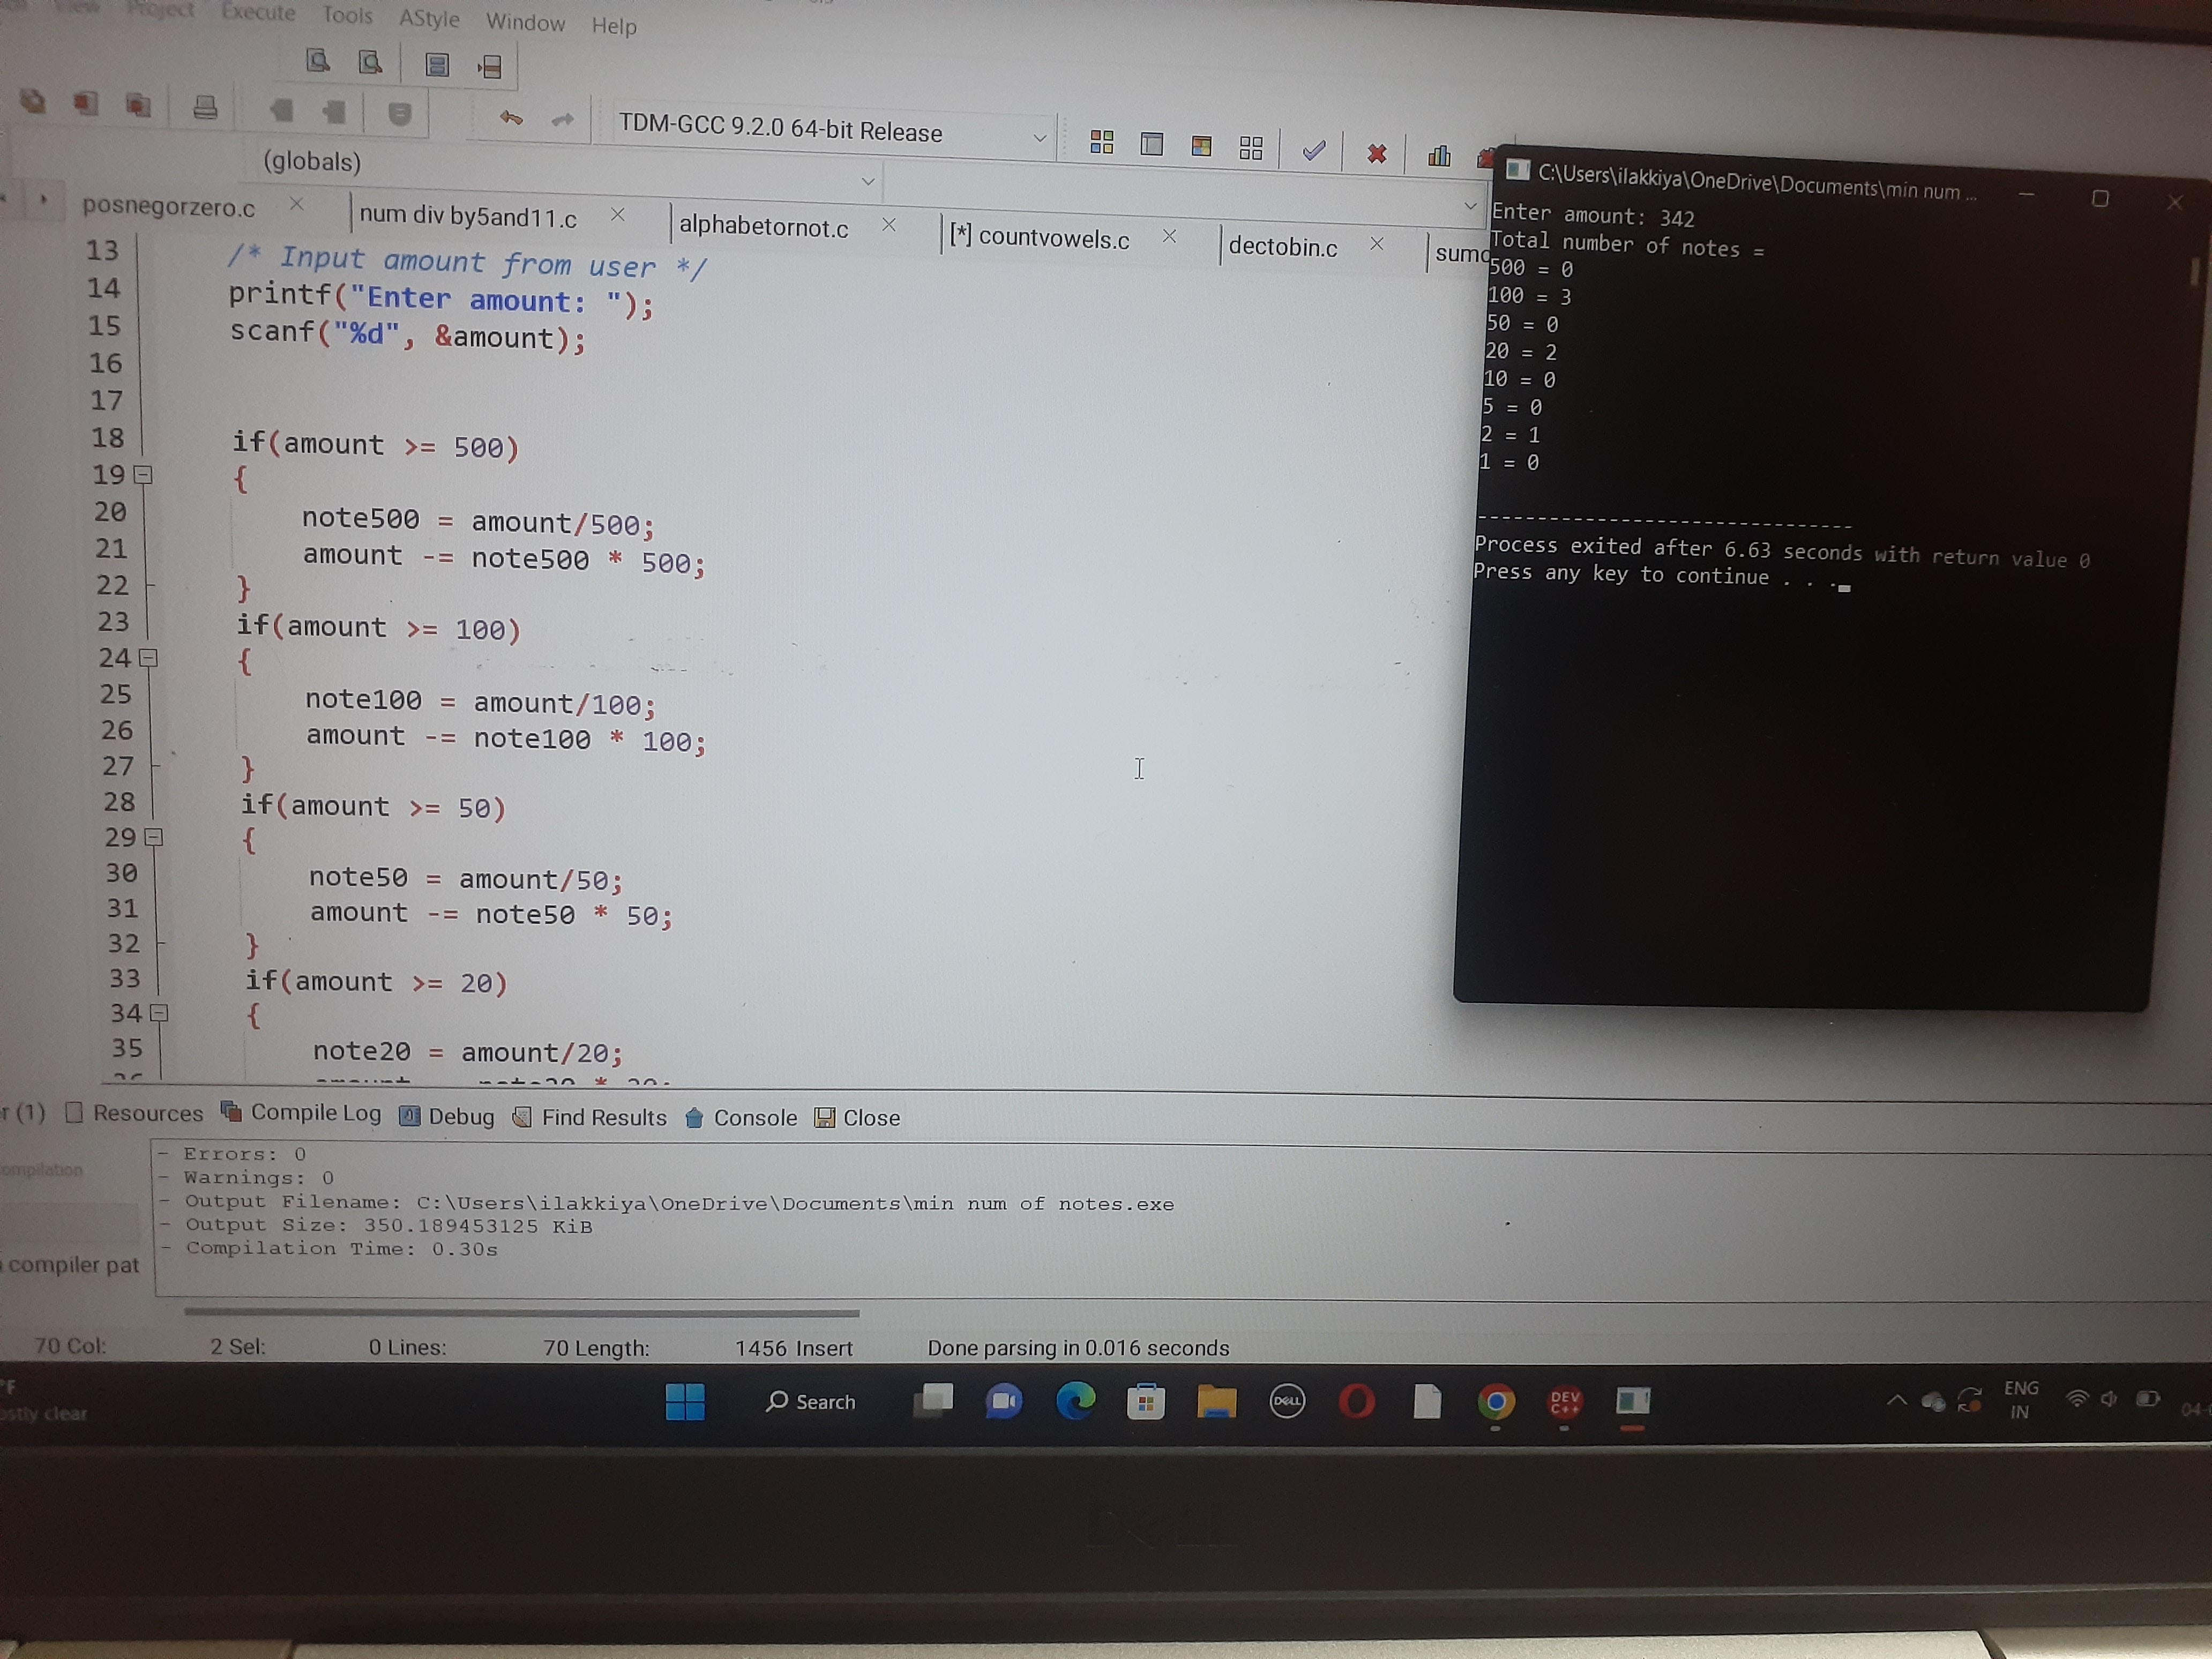 View Project Execute Tools AStyle Window Help
TDM-GCC 9.2.0 64-bit Release
(globals)
posnegorzero.c
num div by5and11.c
alphabetornot.c
[*] countvowels.c
dectobin.c
13 /* Input amount from user */
14 printf("Enter amount: ");
15 scanf("%d", &amount);
16
17
18 if(amount >= 500)
19 {
20 note500 = amount/500;
21 amount -= note500 * 500;
22 }
23 if(amount >= 100)
24 {
25 note100 = amount/100;
26 amount -= note100 * 100;
27 }
28 if(amount >= 50)
29 {
30 note50 = amount/50;
31 amount -= note50 * 50;
32 }
33 if(amount >= 20)
34 {
35 note20 = amount/20;
C:\Users\ilakkiya\OneDrive\Documents\min num ...
Enter amount: 342
Total number of notes =
500 = 0
100 = 3
50 = 0
20 = 2
10 = 0
5 = 0
2 = 1
1 = 0
--------------------------------
Process exited after 6.63 seconds with return value 0
Press any key to continue . . .
(1) Resources Compile Log Debug Find Results Console Close
- Errors: 0
- Warnings: 0
- Output Filename: C:\Users\ilakkiya\OneDrive\Documents\min num of notes.exe
- Output Size: 350.189453125 KiB
- Compilation Time: 0.30s
compiler pat
70 Col: 2 Sel: 0 Lines: 70 Length: 1456 Insert Done parsing in 0.016 seconds
clear
Search
DELL
DEV C++
ENG
IN